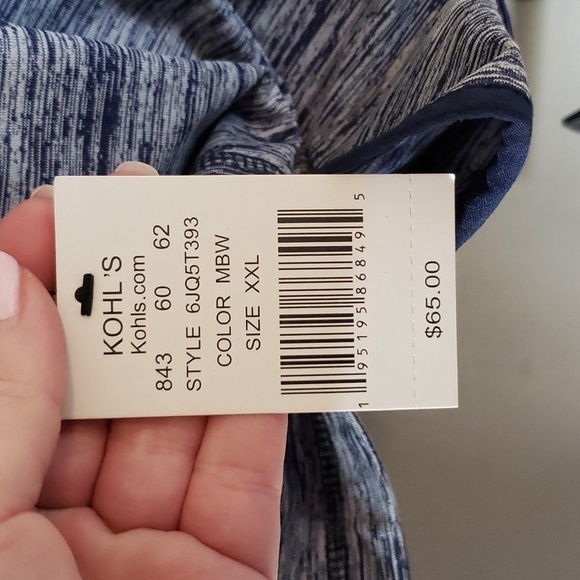 KOHL'S
Kohls.com
843 60 62
STYLE 6JQ5T393
COLOR MBW
SIZE XXL
1 95195 86849 5
$65.00